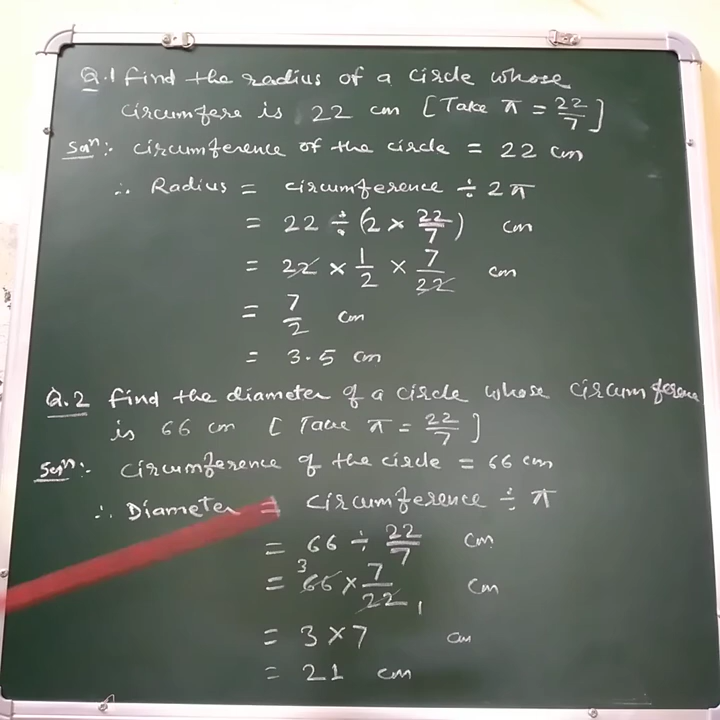 Q.1 Find the radius of a circle whose
circumfere is 22 cm [Take π = 22/7]
Solⁿ:- circumference of the circle = 22 cm
∴ Radius = circumference ÷ 2π
= 22 ÷ (2 × 22/7) cm
= 22 × 1/2 × 7/22 cm
= 7/2 cm
= 3.5 cm
Q.2 Find the diameter of a circle whose circumference
is 66 cm [Take π = 22/7]
Solⁿ:- circumference of the circle = 66 cm
∴ Diameter = circumference ÷ π
= 66 ÷ 22/7 cm
= 3 66 × 7/22 1 cm
= 3 × 7 cm
= 21 cm